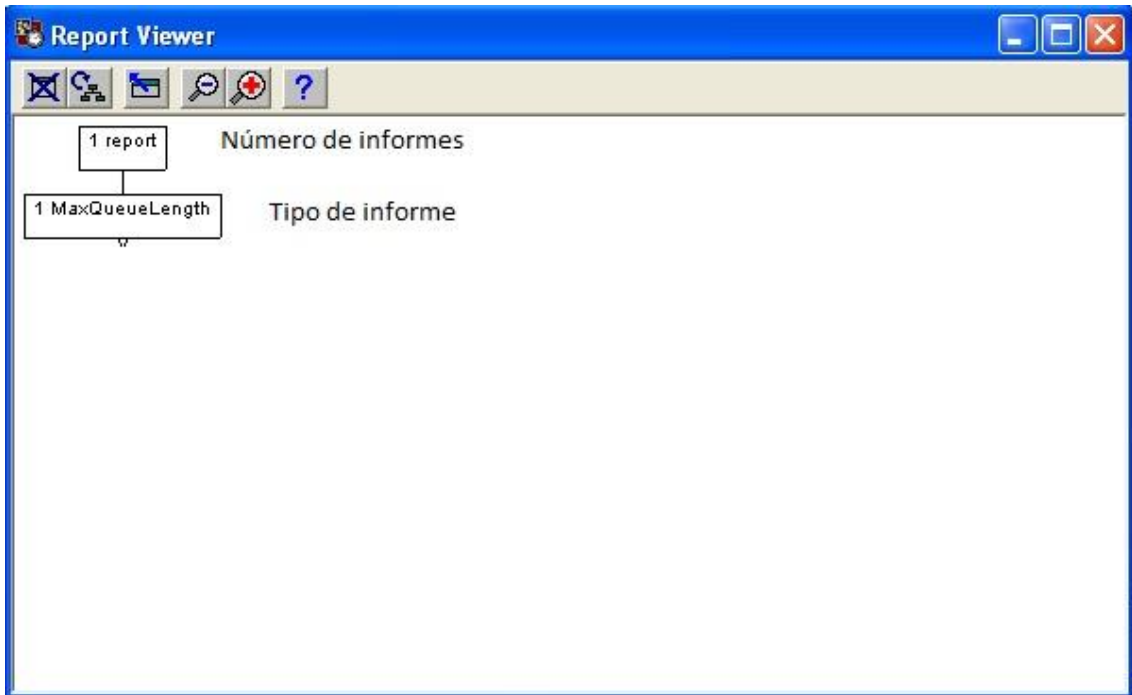 Report Viewer
?
1 report
Número de informes
1 MaxQueueLength
Tipo de informe